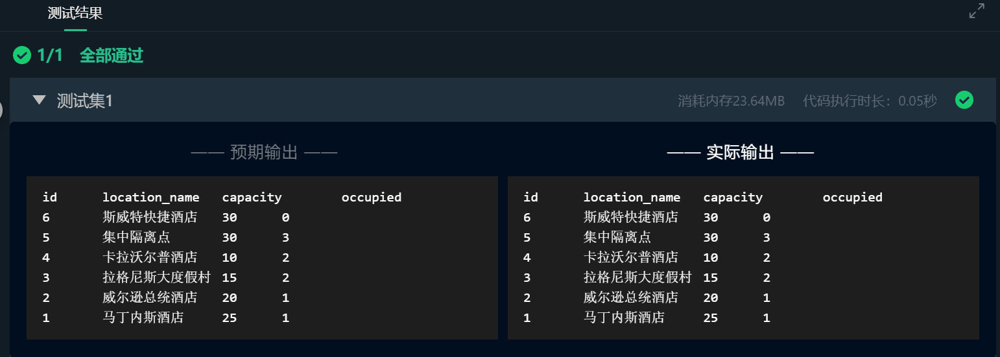 测试结果
1/1 全部通过
测试集1 消耗内存23.64MB 代码执行时长：0.05秒
—— 预期输出 ——
id location_name capacity occupied
6 斯威特快捷酒店 30 0
5 集中隔离点 30 3
4 卡拉沃尔普酒店 10 2
3 拉格尼斯大度假村 15 2
2 威尔逊总统酒店 20 1
1 马丁内斯酒店 25 1
—— 实际输出 ——
id location_name capacity occupied
6 斯威特快捷酒店 30 0
5 集中隔离点 30 3
4 卡拉沃尔普酒店 10 2
3 拉格尼斯大度假村 15 2
2 威尔逊总统酒店 20 1
1 马丁内斯酒店 25 1